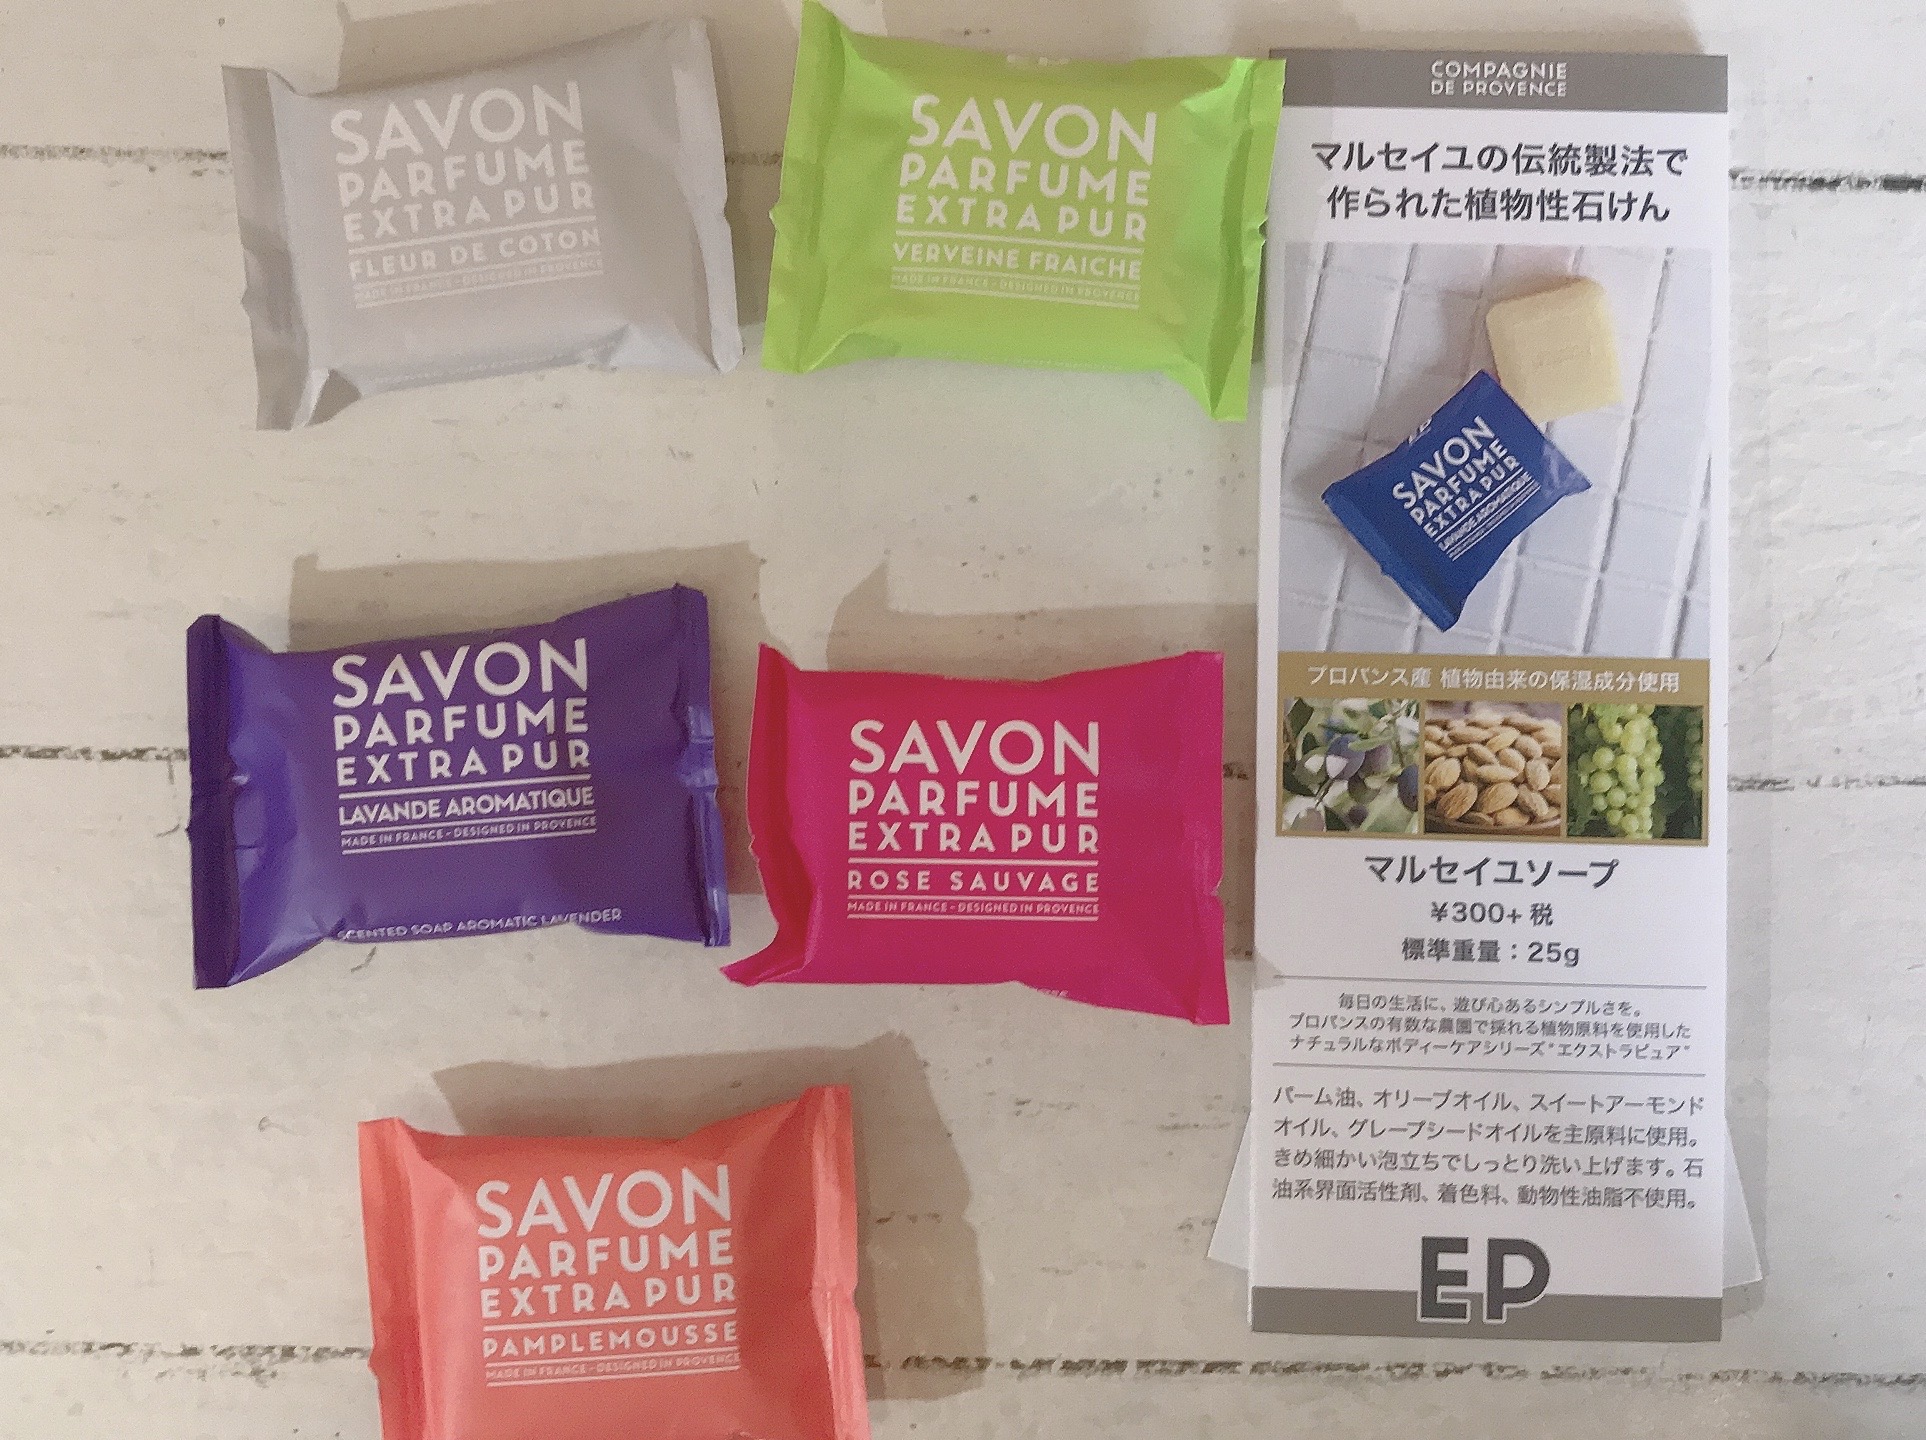 SAVON
PARFUME
EXTRA PUR
FLEUR DE COTON
MADE IN FRANCE - DESIGNED IN PROVENCE
SAVON
PARFUME
EXTRA PUR
VERVEINE FRAICHE
MADE IN FRANCE - DESIGNED IN PROVENCE
SAVON
PARFUME
EXTRA PUR
LAVANDE AROMATIQUE
MADE IN FRANCE - DESIGNED IN PROVENCE
SCENTED SOAP AROMATIC LAVENDER
SAVON
PARFUME
EXTRA PUR
ROSE SAUVAGE
MADE IN FRANCE - DESIGNED IN PROVENCE
SAVON
PARFUME
EXTRA PUR
PAMPLEMOUSSE
MADE IN FRANCE - DESIGNED IN PROVENCE
COMPAGNIE
DE PROVENCE
マルセイユの伝統製法で
作られた植物性石けん
SAVON
PARFUME
EXTRA PUR
LAVANDE AROMATIQUE
プロバンス産 植物由来の保湿成分使用
マルセイユソープ
¥300+税
標準重量：25g
毎日の生活に、遊び心あるシンプルさを。
プロバンスの有数な農園で採れる植物原料を使用した
ナチュラルなボディーケアシリーズ"エクストラピュア"
パーム油、オリーブオイル、スイートアーモンド
オイル、グレープシードオイルを主原料に使用。
きめ細かい泡立ちでしっとり洗い上げます。石
油系界面活性剤、着色料、動物性油脂不使用。
EP